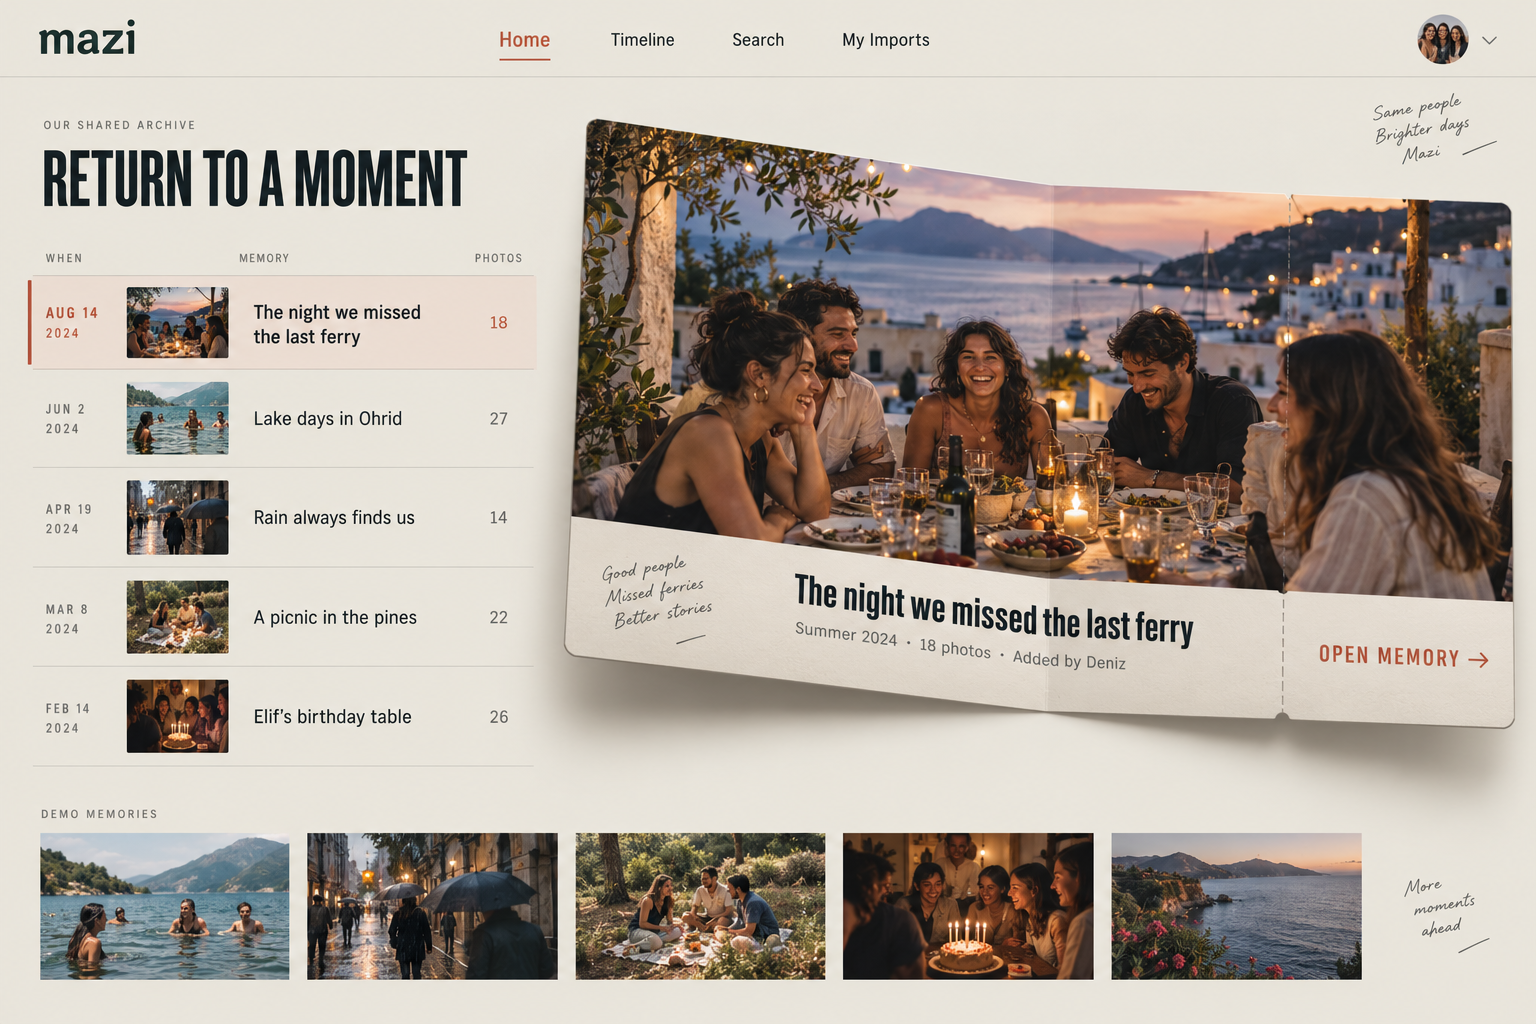 mazi
Home
Timeline
Search
My Imports
Same people
Brighter days
Mazi
OUR SHARED ARCHIVE
RETURN TO A MOMENT
WHEN
MEMORY
PHOTOS
AUG 14
2024
The night we missed
the last ferry
18
JUN 2
2024
Lake days in Ohrid
27
APR 19
2024
Rain always finds us
14
MAR 8
2024
A picnic in the pines
22
FEB 14
2024
Elif’s birthday table
26
Good people
Missed ferries
Better stories
The night we missed the last ferry
Summer 2024 • 18 photos • Added by Deniz
OPEN MEMORY →
DEMO MEMORIES
More
moments
ahead